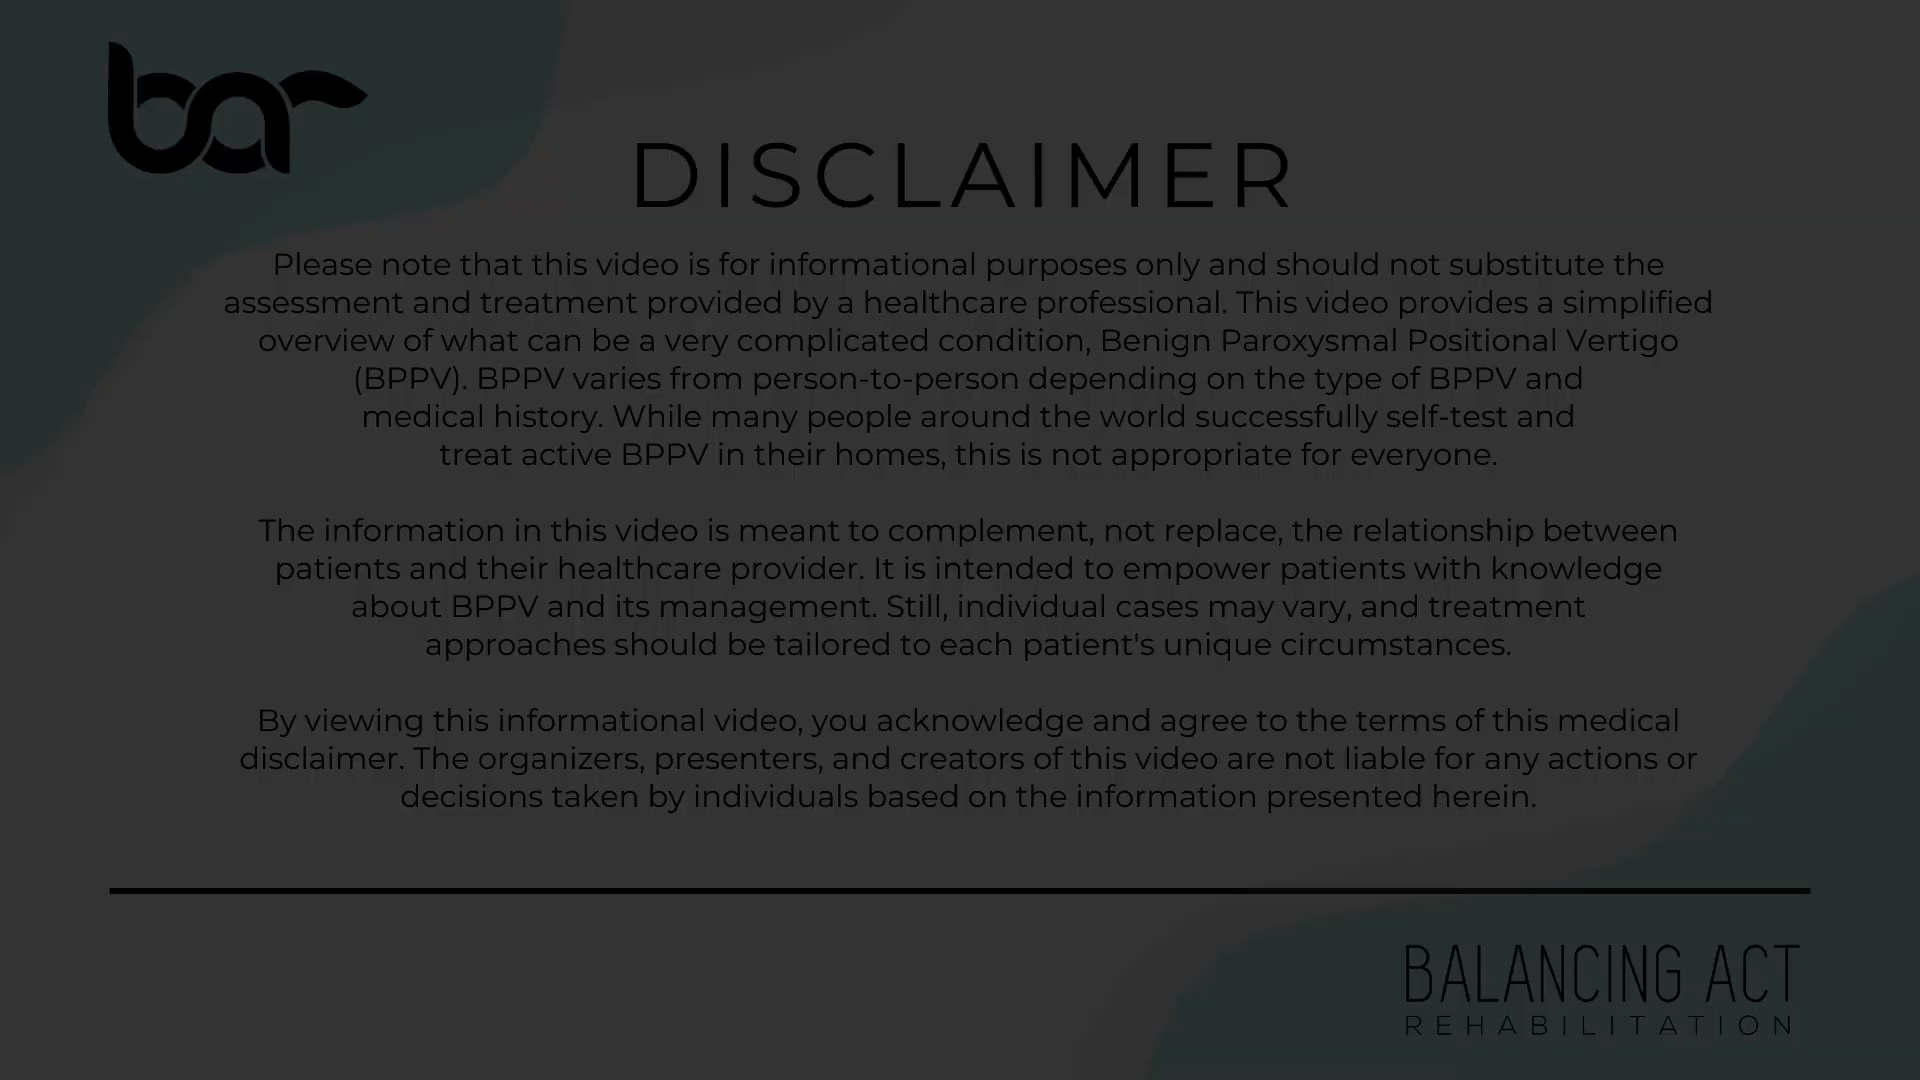 bar
DISCLAIMER
Please note that this video is for informational purposes only and should not substitute the
assessment and treatment provided by a healthcare professional. This video provides a simplified
overview of what can be a very complicated condition, Benign Paroxysmal Positional Vertigo
(BPPV). BPPV varies from person-to-person depending on the type of BPPV and
medical history. While many people around the world successfully self-test and
treat active BPPV in their homes, this is not appropriate for everyone.
The information in this video is meant to complement, not replace, the relationship between
patients and their healthcare provider. It is intended to empower patients with knowledge
about BPPV and its management. Still, individual cases may vary, and treatment
approaches should be tailored to each patient's unique circumstances.
By viewing this informational video, you acknowledge and agree to the terms of this medical
disclaimer. The organizers, presenters, and creators of this video are not liable for any actions or
decisions taken by individuals based on the information presented herein.
BALANCING ACT
REHABILITATION